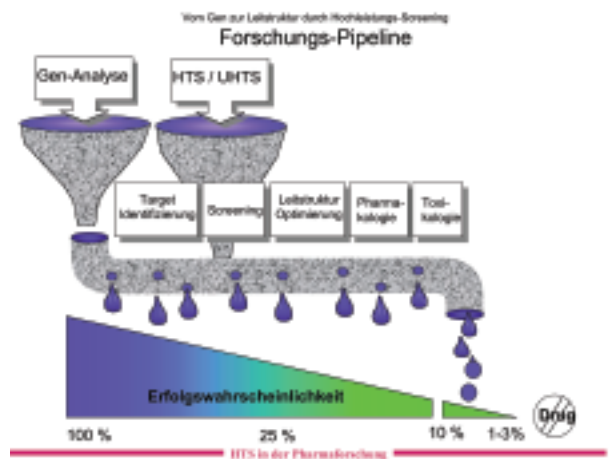 Vom Gen zur Leitstruktur durch Hochleistungs-Screening
Forschungs-Pipeline
Gen-Analyse
HTS / UHTS
Target
Identifizierung
Screening
Leitstruktur
Optimierung
Pharma-
kologie
Toxi-
kologie
Erfolgswahrscheinlichkeit
100 %
25 %
10 %
1-3%
Drug
HTS in der Pharmaforschung